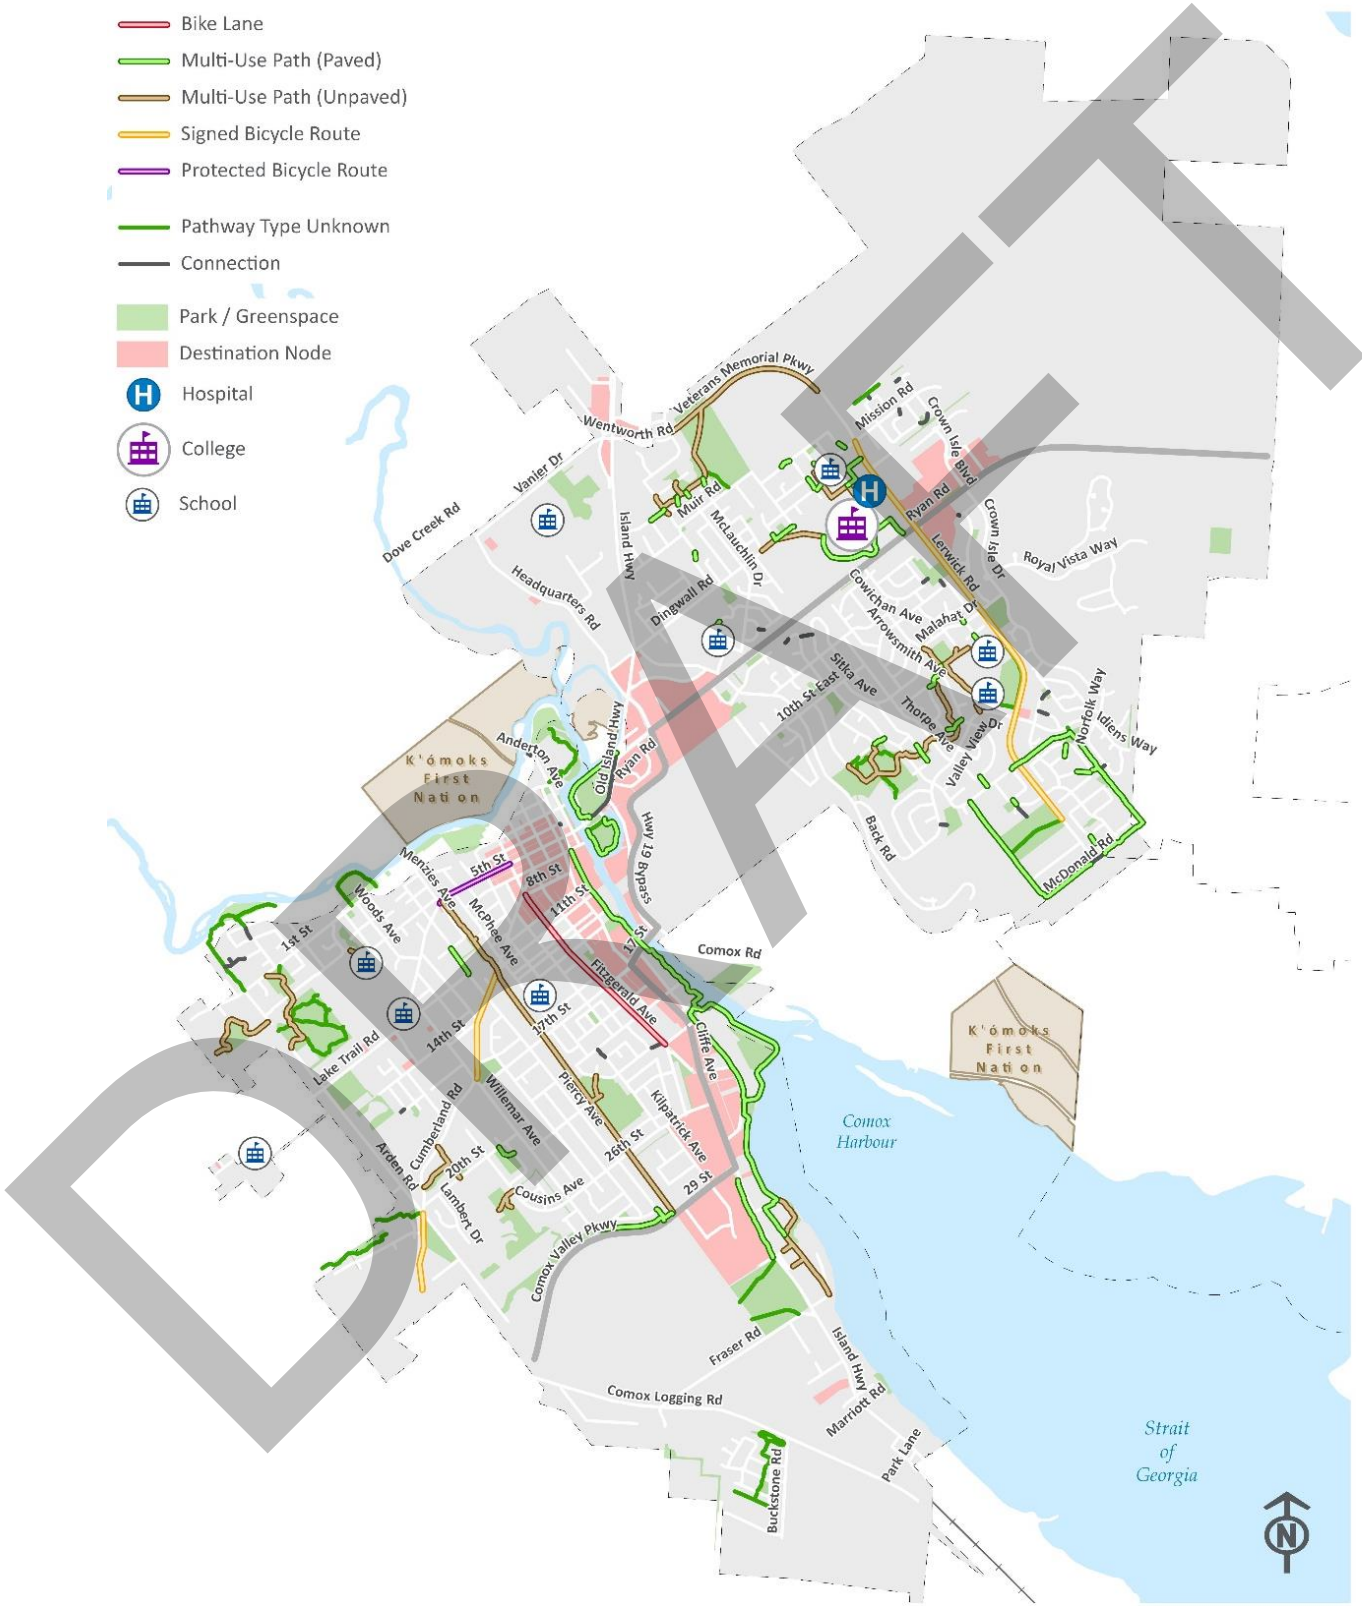 Bike Lane
Multi-Use Path (Paved)
Multi-Use Path (Unpaved)
Signed Bicycle Route
Protected Bicycle Route
Pathway Type Unknown
Connection
Park / Greenspace
Destination Node
H Hospital
College
School
DRAFT
Veterans Memorial Pkwy
Wentworth Rd
Mission Rd
Crown Isle Blvd
Vanier Dr
Dove Creek Rd
Island Hwy
Muir Rd
McLauchlin Dr
H
Ryan Rd
Crown Isle Dr
Lerwick Rd
Royal Vista Way
Headquarters Rd
Dingwall Rd
Cowichan Ave
Malahat Dr
Arrowsmith Ave
Sitka Ave
10th St East
Thorpe Ave
Valley View Dr
Norfolk Way
Idiens Way
Back Rd
McDonald Rd
K'ómoks
First
Nation
Anderton Ave
Old Island Hwy
Ryan Rd
Hwy 19 Bypass
Menzies Ave
5th St
8th St
11th St
McPhee Ave
Woods Ave
1st St
17 St
Comox Rd
Fitzgerald Ave
17th St
14th St
Cliffe Ave
Lake Trail Rd
Piercy Ave
Kilpatrick Ave
Willemar Ave
Cumberland Rd
26th St
29 St
20th St
Arden Rd
Lambert Dr
Cousins Ave
Comox Valley Pkwy
K'ómoks
First
Nation
Comox
Harbour
Fraser Rd
Island Hwy
Comox Logging Rd
Marriott Rd
Park Lane
Buckstone Rd
Strait
of
Georgia
N